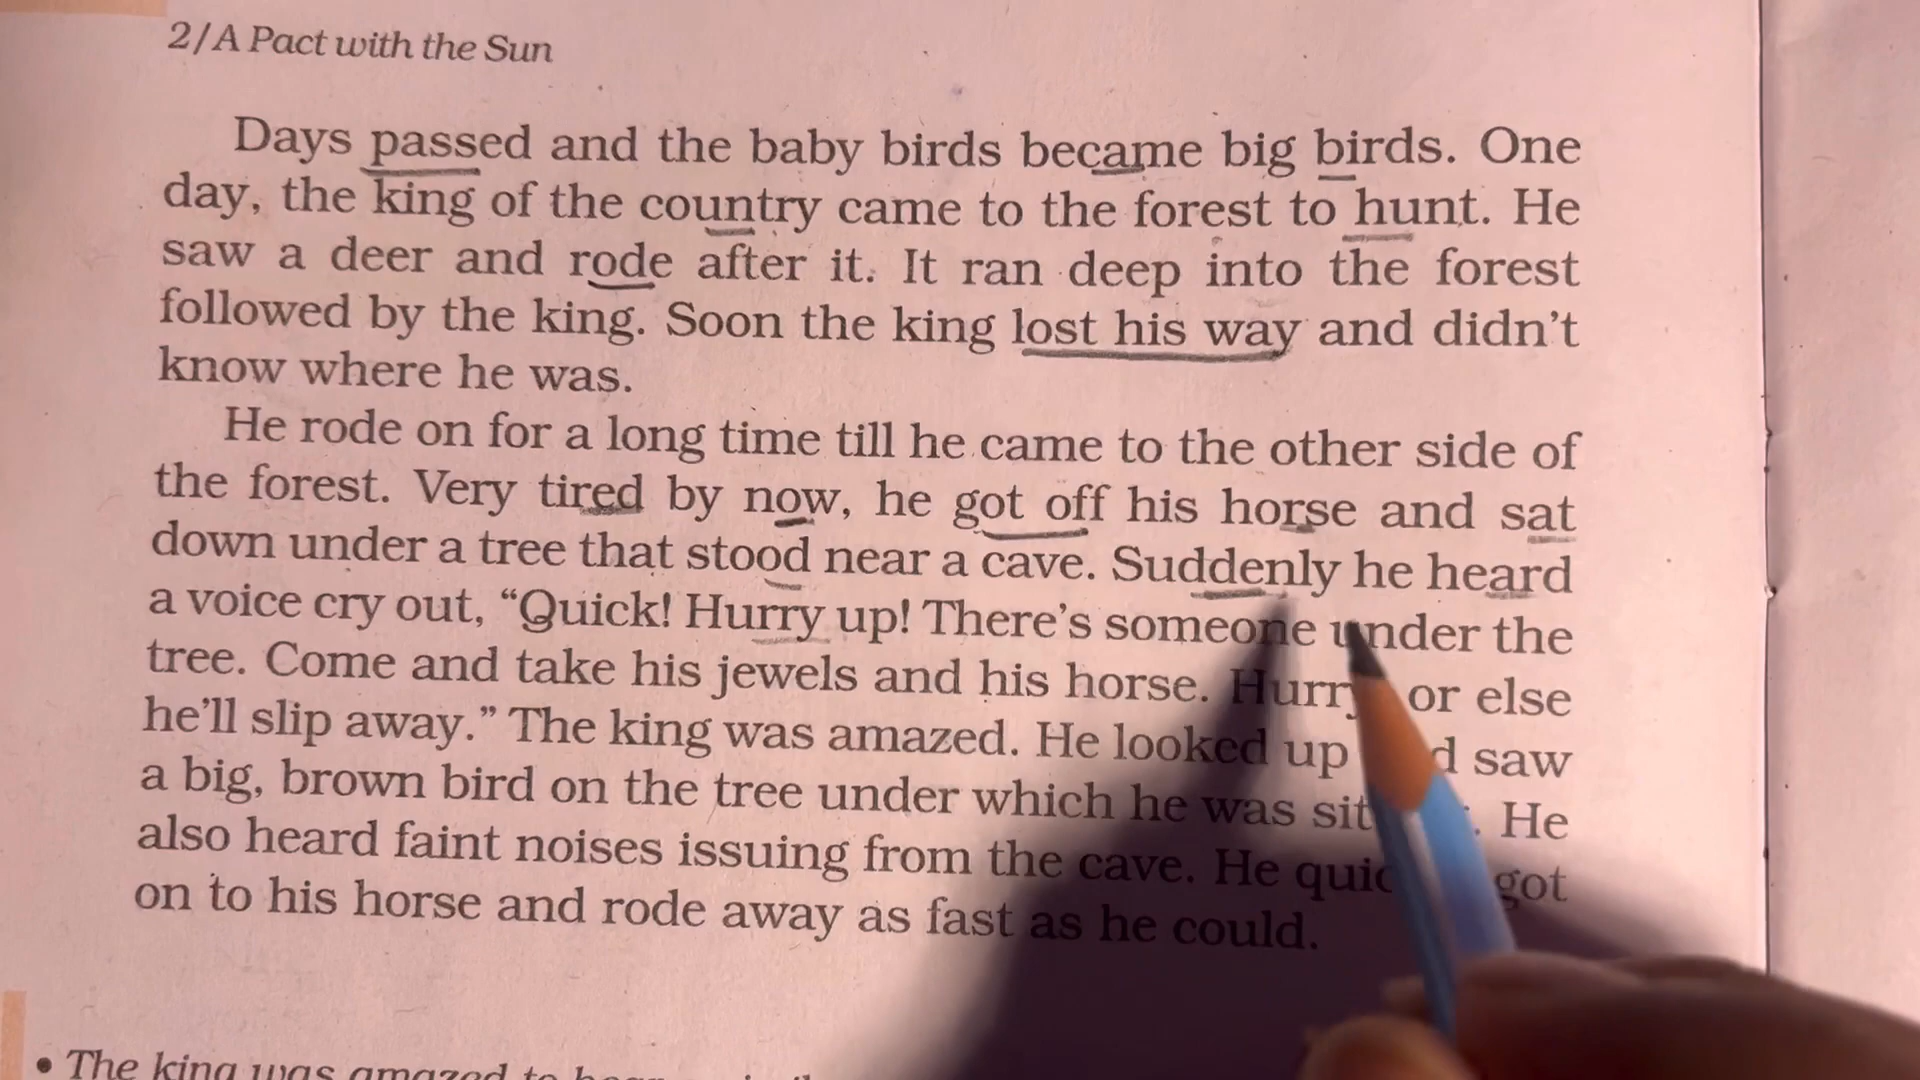 2/A Pact with the Sun
Days passed and the baby birds became big birds. One
day, the king of the country came to the forest to hunt. He
saw a deer and rode after it. It ran deep into the forest
followed by the king. Soon the king lost his way and didn't
know where he was.
He rode on for a long time till he came to the other side of
the forest. Very tired by now, he got off his horse and sat
down under a tree that stood near a cave. Suddenly he heard
a voice cry out, “Quick! Hurry up! There's someone under the
tree. Come and take his jewels and his horse. Hurry or else
he'll slip away.” The king was amazed. He looked up saw
a big, brown bird on the tree under which he was He
also heard faint noises issuing from the cave. He got
on to his horse and rode away as fast as he could.
• The king was amazed to